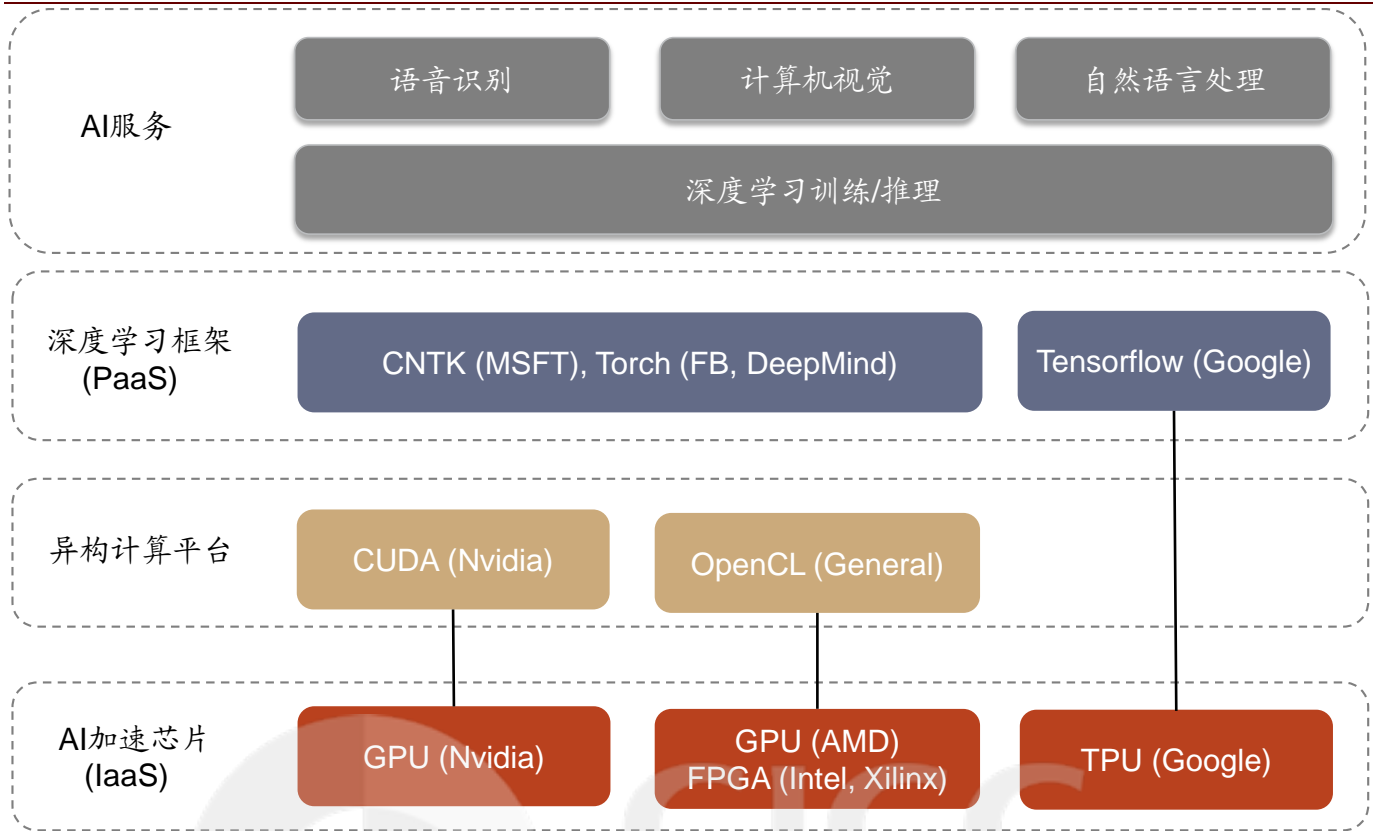 语音识别
计算机视觉
自然语言处理
AI服务
深度学习训练/推理
深度学习框架
(PaaS)
CNTK (MSFT), Torch (FB, DeepMind)
Tensorflow (Google)
异构计算平台
CUDA (Nvidia)
OpenCL (General)
AI加速芯片
(IaaS)
GPU (Nvidia)
GPU (AMD)
FPGA (Intel, Xilinx)
TPU (Google)